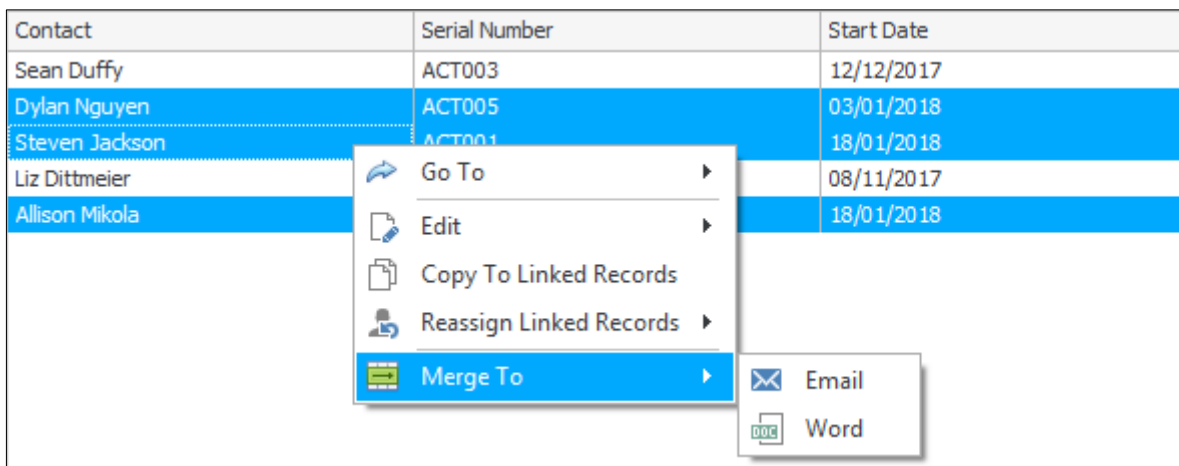 Contact Serial Number Start Date
Sean Duffy ACT003 12/12/2017
Dylan Nguyen ACT005 03/01/2018
Steven Jackson ACT001 18/01/2018
Liz Dittmeier 08/11/2017
Allison Mikola 18/01/2018
Go To
Edit
Copy To Linked Records
Reassign Linked Records
Merge To
Email
DOC Word